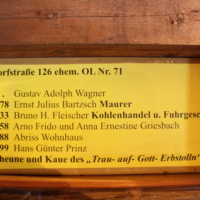 orfstraße 126 ehem. OL Nr. 71
. Gustav Adolph Wagner
78 Ernst Julius Bartzsch Maurer
33 Bruno H. Fleischer Kohlenhandel u. Fuhrgesc
58 Arno Frido und Anna Ernestine Griesbach
88 Abriss Wohnhaus
99 Hans Günter Prinz
heune und Kaue des „Trau- auf- Gott- Erbstolln“